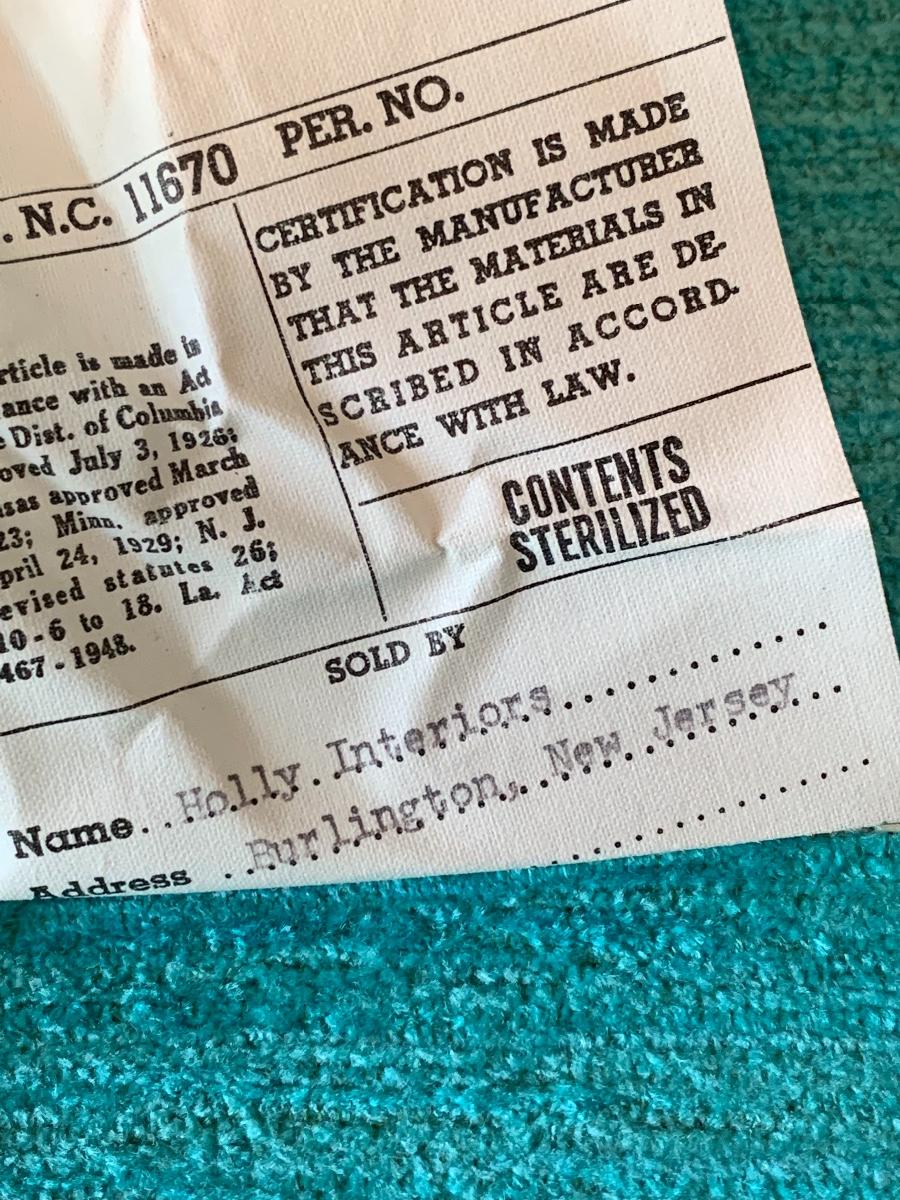 . N.C. 11670 PER. NO.
rticle is made is
ance with an Act
e Dist. of Columbia
oved July 3, 1926;
nsas approved March
23; Minn. approved
pril 24, 1929; N. J.
evised statutes 26;
10-6 to 18. La. Act
467-1948.
CERTIFICATION IS MADE
BY THE MANUFACTURER
THAT THE MATERIALS IN
THIS ARTICLE ARE DE-
SCRIBED IN ACCORD-
ANCE WITH LAW.
CONTENTS
STERILIZED
SOLD BY
Name..Holly.Interiors..............
Address ..Burlington, New Jersey..